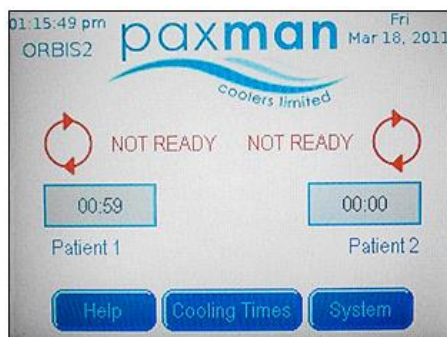 01:15:49 pm
ORBIS2
paxman
coolers limited
Fri
Mar 18, 2011
NOT READY
NOT READY
00:59
00:00
Patient 1
Patient 2
Help
Cooling Times
System